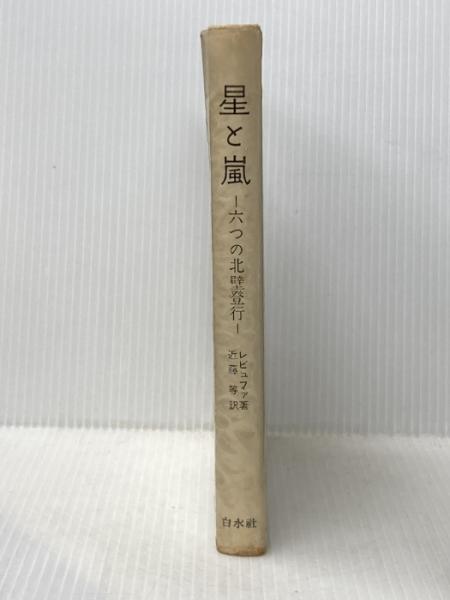 星と嵐
―六つの北壁登行―
レビュファ著
近藤等訳
白水社